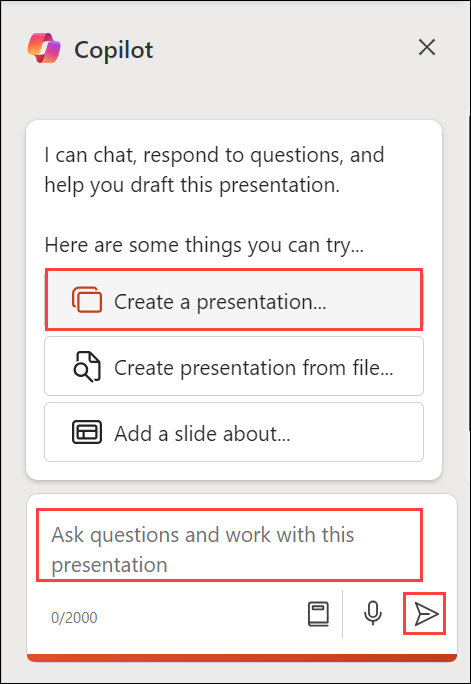 Copilot
I can chat, respond to questions, and
help you draft this presentation.
Here are some things you can try...
Create a presentation...
Create presentation from file...
Add a slide about...
Ask questions and work with this
presentation
0/2000